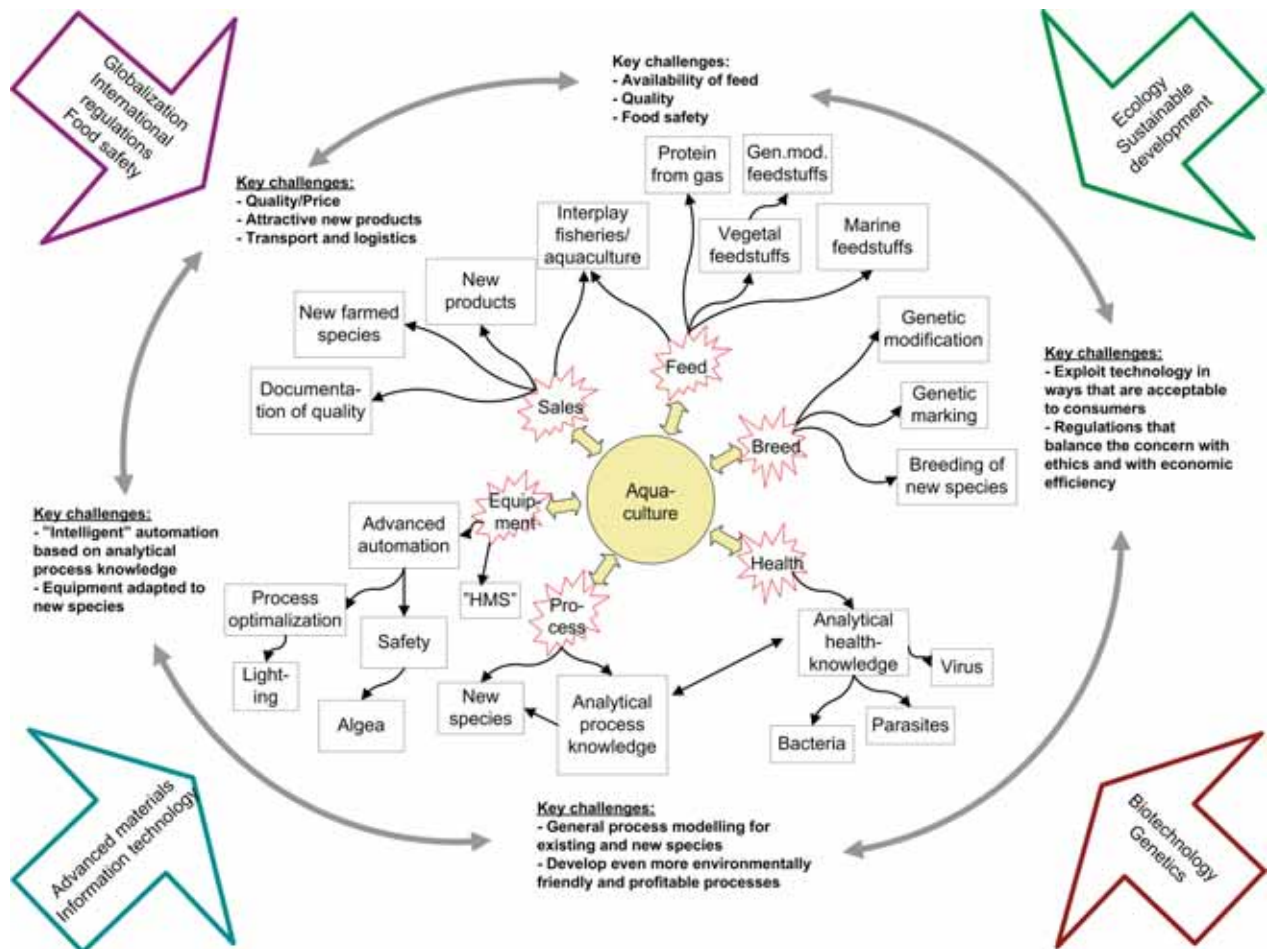 Globalization
International
regulations
Food safety
Key challenges:
- Availability of feed
- Quality
- Food safety
Ecology
Sustainable
development
Key challenges:
- Quality/Price
- Attractive new products
- Transport and logistics
Protein
from gas
Gen.mod.
feedstuffs
Interplay
fisheries/
aquaculture
Vegetal
feedstuffs
Marine
feedstuffs
New
products
New farmed
species
Documenta-
tion of quality
Sales
Feed
Breed
Genetic
modification
Genetic
marking
Breeding of
new species
Key challenges:
- Exploit technology in
ways that are acceptable
to consumers
- Regulations that
balance the concern with
ethics and with economic
efficiency
Aqua-
culture
Equip-
ment
Health
Pro-
cess
Key challenges:
- "Intelligent" automation
based on analytical
process knowledge
- Equipment adapted to
new species
Advanced
automation
"HMS"
Process
optimalization
Safety
Light-
ing
Algea
New
species
Analytical
process
knowledge
Analytical
health-
knowledge
Virus
Parasites
Bacteria
Key challenges:
- General process modelling for
existing and new species
- Develop even more environmentally
friendly and profitable processes
Advanced materials
Information technology
Biotechnology
Genetics